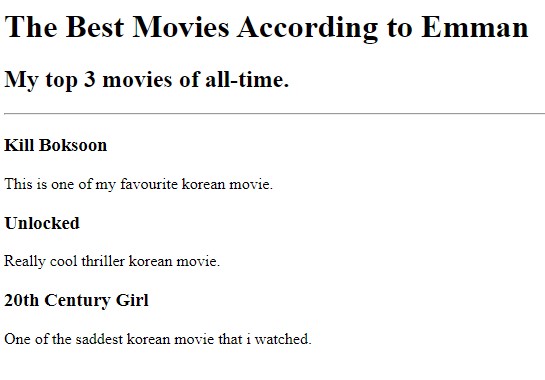 The Best Movies According to Emman
My top 3 movies of all-time.
Kill Boksoon
This is one of my favourite korean movie.
Unlocked
Really cool thriller korean movie.
20th Century Girl
One of the saddest korean movie that i watched.